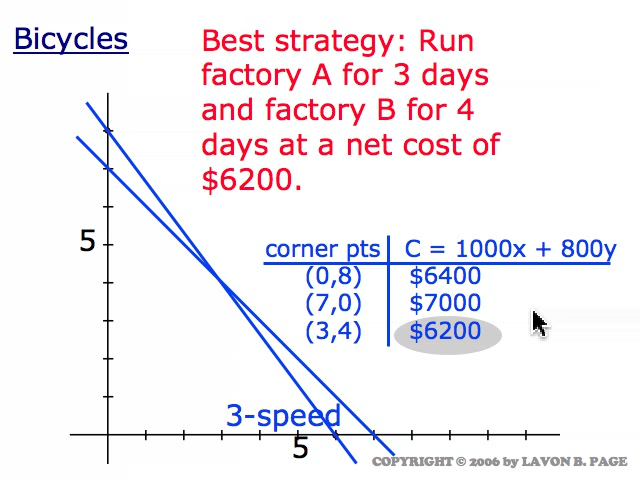 Bicycles
Best strategy: Run
factory A for 3 days
and factory B for 4
days at a net cost of
$6200.
5
corner pts C = 1000x + 800y
(0,8) $6400
(7,0) $7000
(3,4) $6200
3-speed
5
COPYRIGHT © 2006 by LAVON B. PAGE